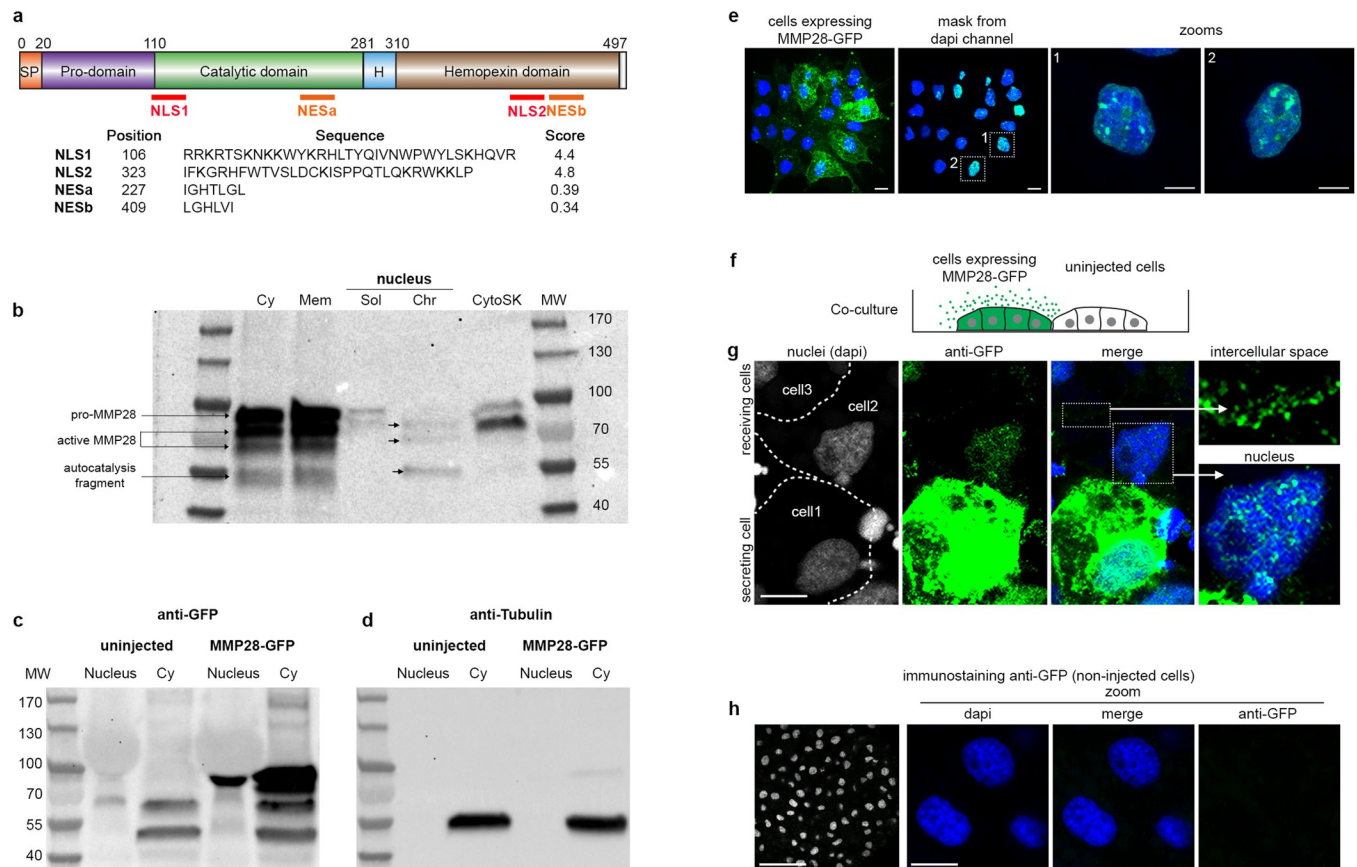 a
0 20 110 281 310 497
SP Pro-domain Catalytic domain H Hemopexin domain
NLS1 NESa NLS2 NESb
Position Sequence Score
NLS1 106 RRKRTSKNKKWYKRHLTYQIVNWPWYLSKHQVR 4.4
NLS2 323 IFKGRHFWTVSLDCKISPPQTLQKRWKKLP 4.8
NESa 227 IGHTLGL 0.39
NESb 409 LGHLVI 0.34
b
nucleus
Cy Mem Sol Chr CytoSK MW
170
130
100
pro-MMP28
70
active MMP28
55
autocatalysis
fragment
40
c
anti-GFP
uninjected MMP28-GFP
MW Nucleus Cy Nucleus Cy
170
130
100
70
55
40
d
anti-Tubulin
uninjected MMP28-GFP
Nucleus Cy Nucleus Cy
e
cells expressing
MMP28-GFP
mask from
dapi channel
zooms
1
2
1
2
f
cells expressing
MMP28-GFP
uninjected cells
Co-culture
g
nuclei (dapi) anti-GFP merge intercellular space
receiving cells
secreting cell
cell3
cell2
cell1
nucleus
h
immunostaining anti-GFP (non-injected cells)
zoom
dapi merge anti-GFP